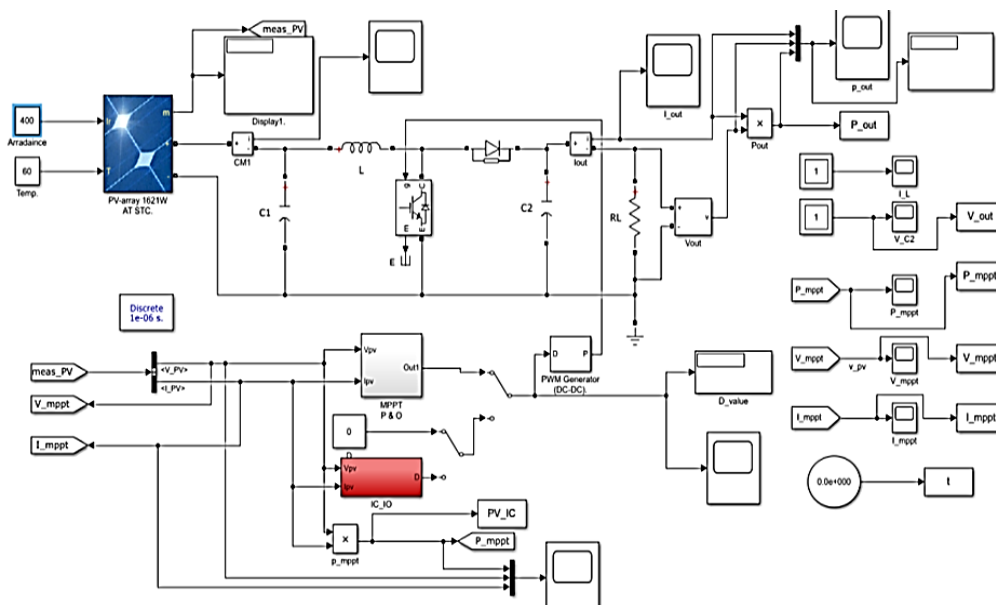 meas_PV
Display1.
400
Arradaince
60
Temp.
Ir
T
m
+
-
PV-array 1621W
AT STC.
CM1
L
C1
g
C
E
E
C2
Iout
I_out
RL
+
-
v
Vout
×
Pout
p_out
P_out
1
I_L
1
V_C2
V_out
P_mppt
P_mppt
P_mppt
V_mppt
v_pv
V_mppt
V_mppt
I_mppt
I_mppt
I_mppt
0.0e+000
t
Discrete
1e-06 s.
meas_PV
<V_PV>
<I_PV>
V_mppt
I_mppt
Vpv
Ipv
Out1
MPPT
P & O
D
P
PWM Generator
(DC-DC).
D_value
0
D
Vpv
Ipv
D
IC_IO
×
p_mppt
PV_IC
P_mppt